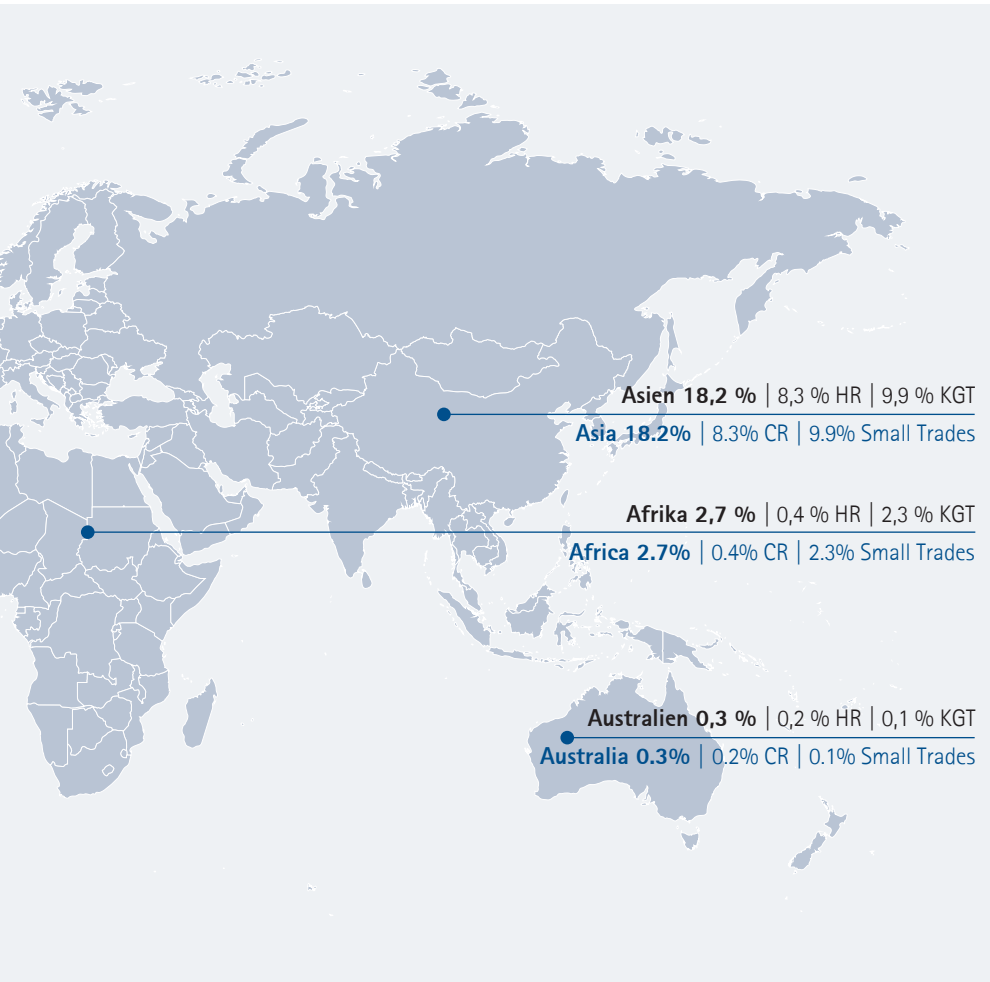 Asien 18,2 % | 8,3 % HR | 9,9 % KGT
Asia 18.2% | 8.3% CR | 9.9% Small Trades
Afrika 2,7 % | 0,4 % HR | 2,3 % KGT
Africa 2.7% | 0.4% CR | 2.3% Small Trades
Australien 0,3 % | 0,2 % HR | 0,1 % KGT
Australia 0.3% | 0.2% CR | 0.1% Small Trades